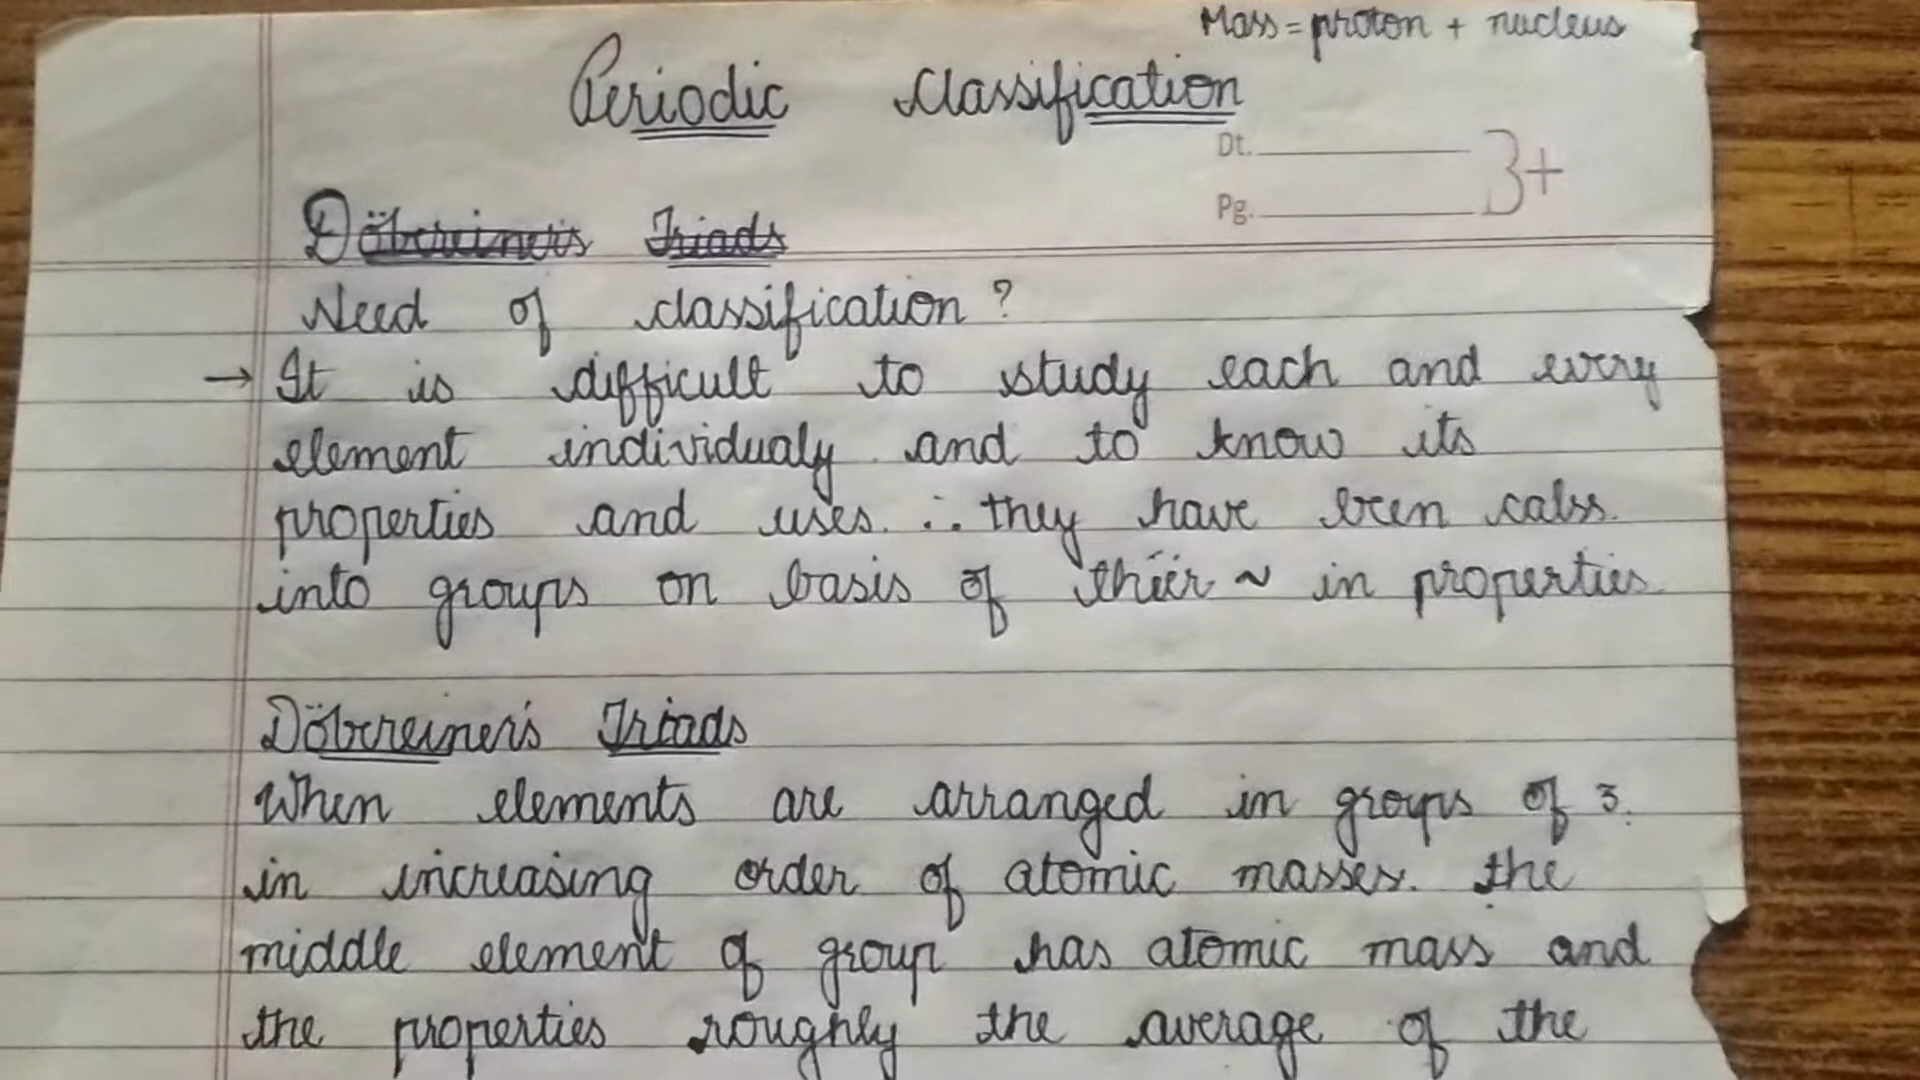 Mass = proton + nucleus
Periodic Classification
Dt.
3+
Pg.
Döbereiner's Triads
Need of classification?
→ It is difficult to study each and every
element individualy and to know its
properties and uses. ∴ they have been calss.
into groups on basis of thier ~ in properties
Döbereiner's Triads
When elements are arranged in groups of 3.
in increasing order of atomic masses. the
middle element of group has atomic mass and
the properties roughly the average of the